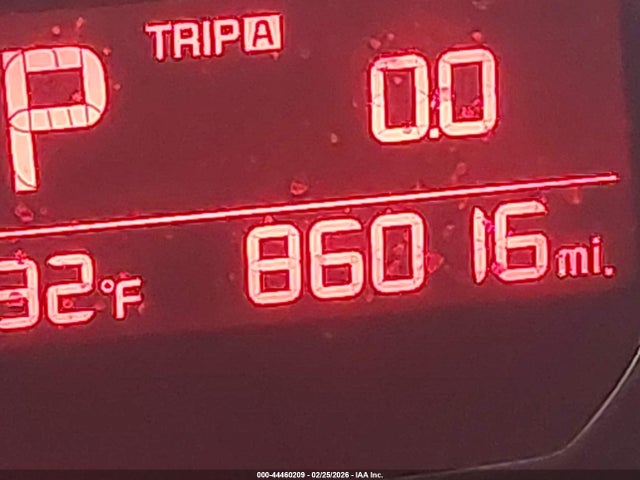 TRIP A
P 0.0
32°F 86016 mi.
000-44460209 - 02/25/2026 - IAA Inc.